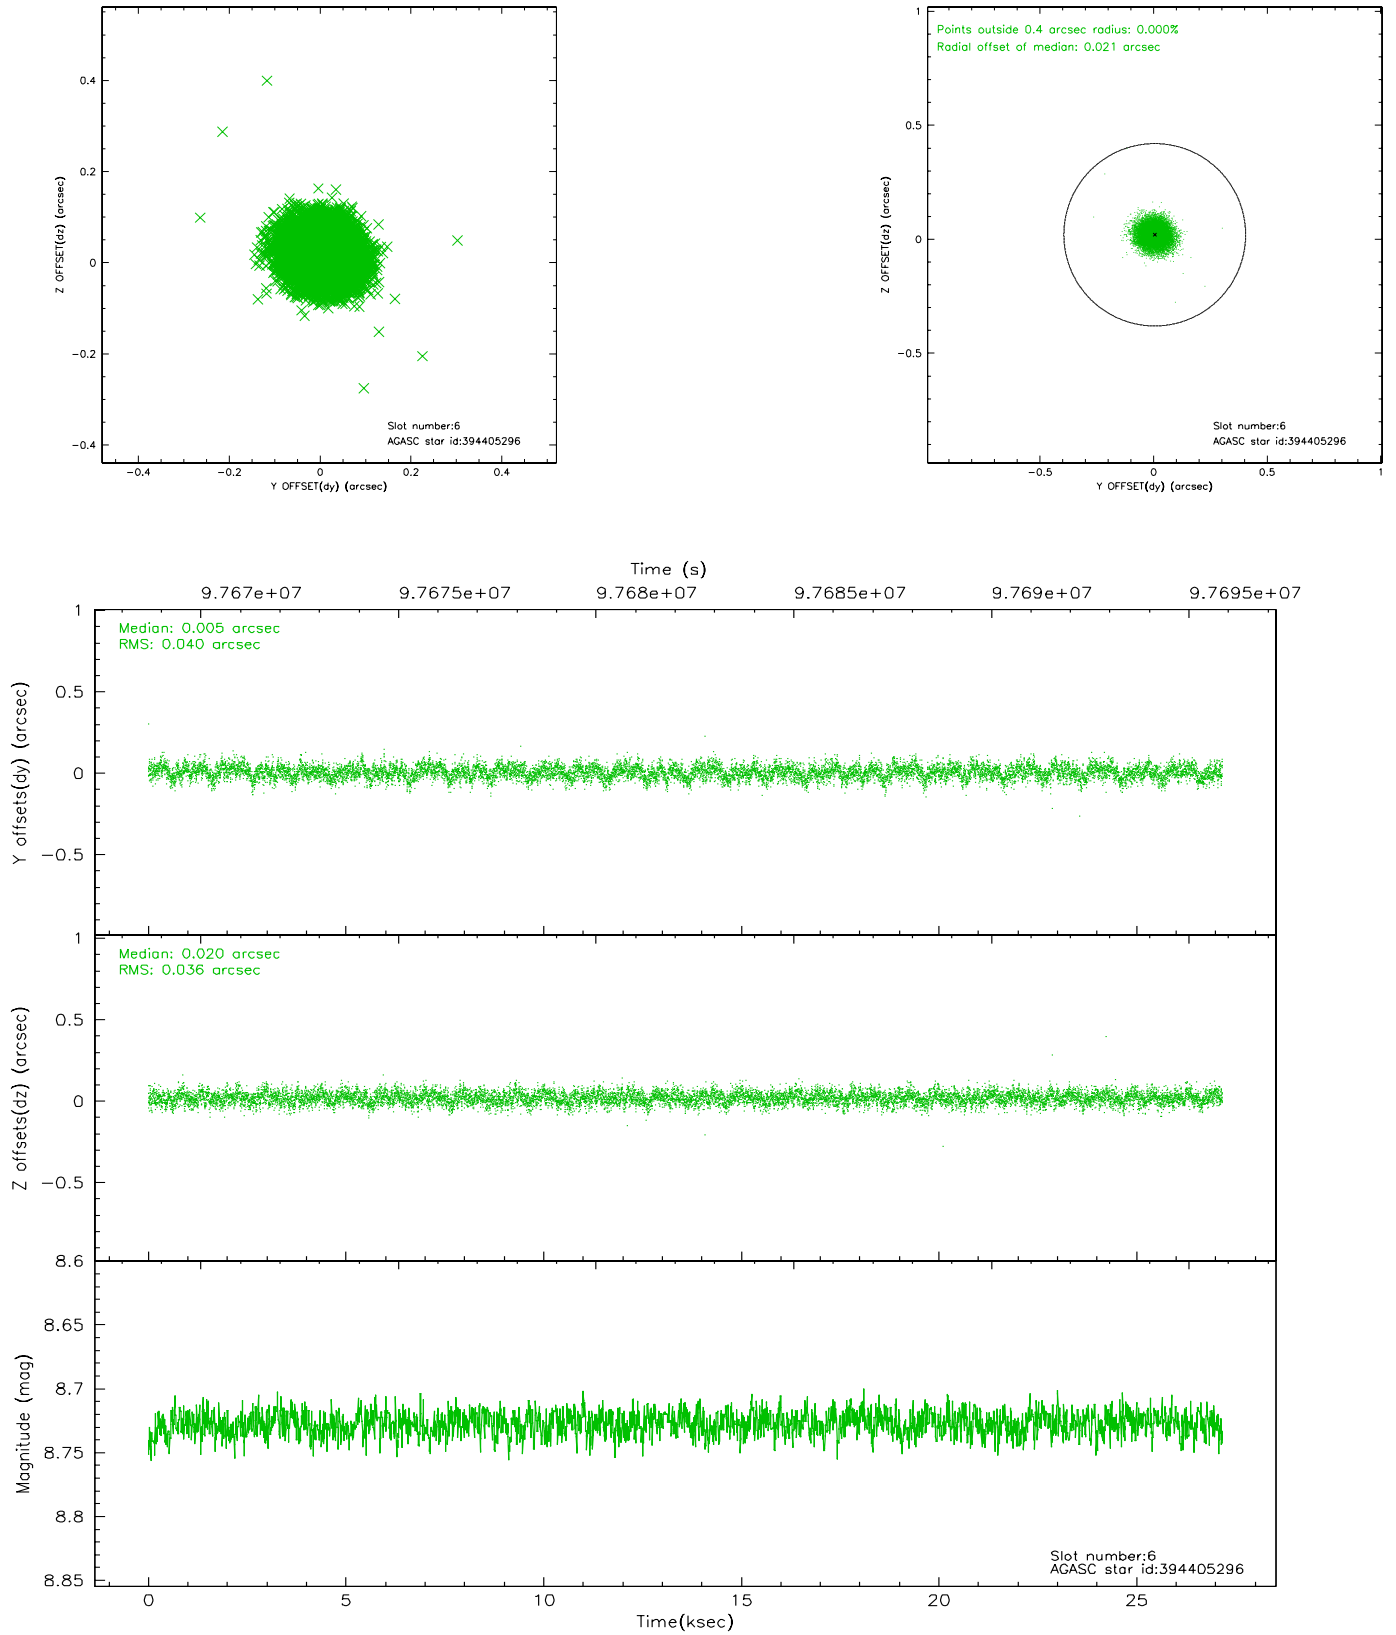 0.4
0.2
0
−0.2
−0.4
Z OFFSET(dz) (arcsec)
−0.4 −0.2 0 0.2 0.4
Y OFFSET(dy) (arcsec)
Slot number:6
AGASC star id:394405296
Points outside 0.4 arcsec radius: 0.000%
Radial offset of median: 0.021 arcsec
1
0.5
0
−0.5
Z OFFSET(dz) (arcsec)
−0.5 0 0.5 1
Y OFFSET(dy) (arcsec)
Slot number:6
AGASC star id:394405296
Time (s)
9.767e+07 9.7675e+07 9.768e+07 9.7685e+07 9.769e+07 9.7695e+07
Median: 0.005 arcsec
RMS: 0.040 arcsec
1
0.5
0
−0.5
Y offsets(dy) (arcsec)
Median: 0.020 arcsec
RMS: 0.036 arcsec
1
0.5
0
−0.5
Z offsets(dz) (arcsec)
8.6
8.65
8.7
8.75
8.8
8.85
Magnitude (mag)
Slot number:6
AGASC star id:394405296
0 5 10 15 20 25
Time(ksec)